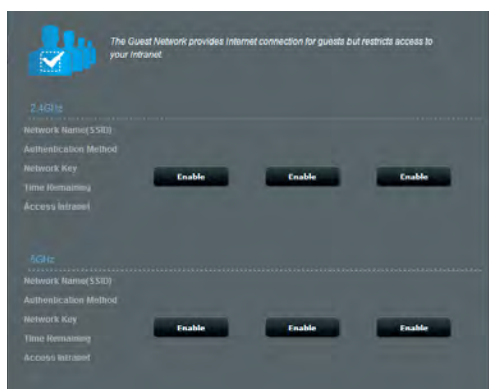 The Guest Network provides Internet connection for guests but restricts access to
your Intranet.
2.4GHz
Network Name(SSID)
Authentication Method
Network Key
Enable Enable Enable
Time Remaining
Access Intranet
5GHz
Network Name(SSID)
Authentication Method
Network Key
Enable Enable Enable
Time Remaining
Access Intranet